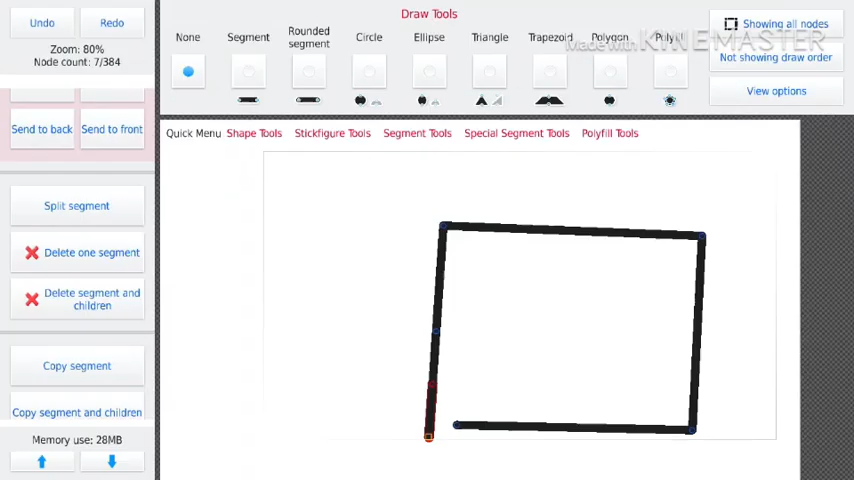 Undo
Redo
Zoom: 80%
Node count: 7/384
Send to back
Send to front
Split segment
Delete one segment
Delete segment and
children
Copy segment
Copy segment and children
Memory use: 28MB
Draw Tools
None
Segment
Rounded
segment
Circle
Ellipse
Triangle
Trapezoid
Polygon
Polyfill
Showing all nodes
Made with KINEMASTER
Not showing draw order
View options
Quick Menu
Shape Tools
Stickfigure Tools
Segment Tools
Special Segment Tools
Polyfill Tools